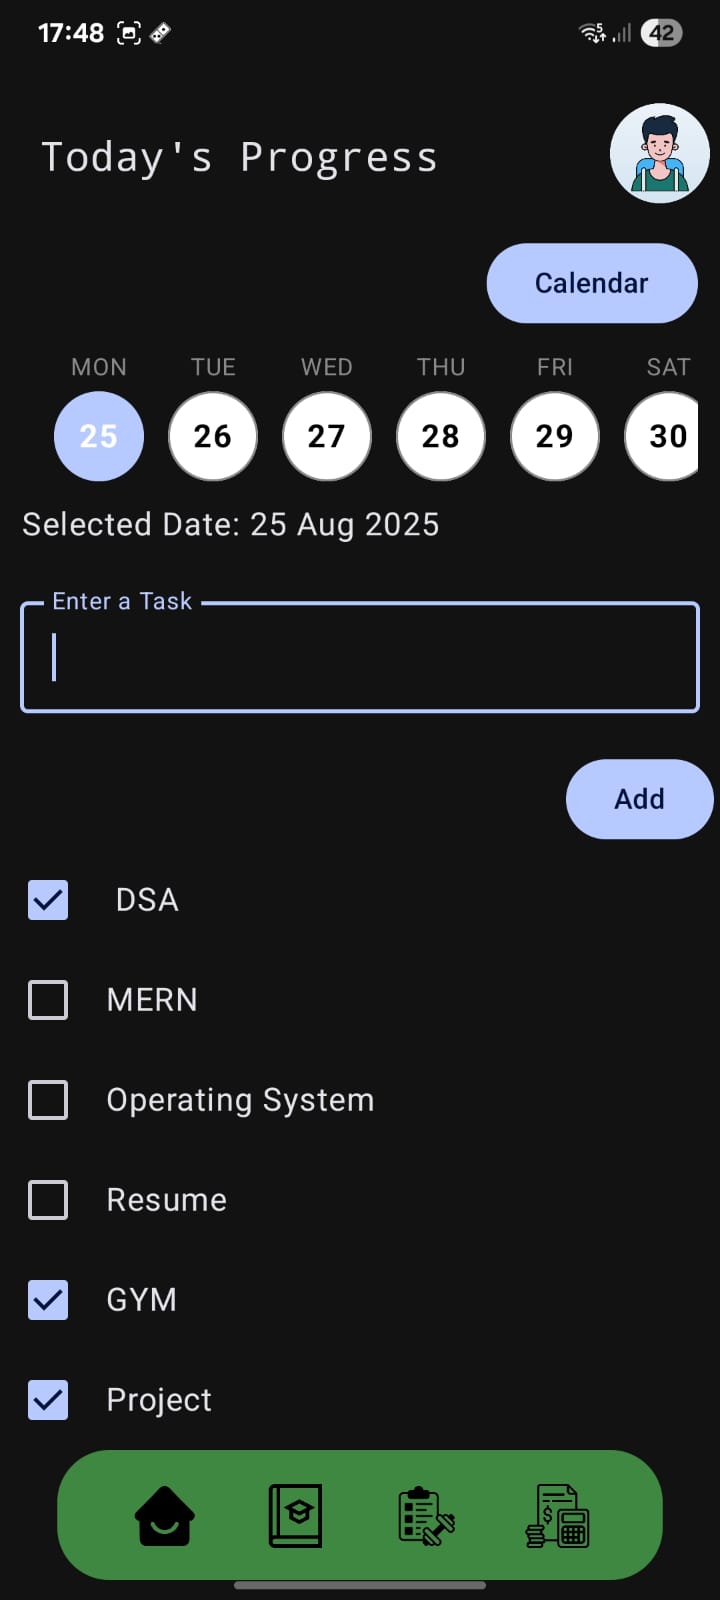 17:48 5 42
Today's Progress
Calendar
MON TUE WED THU FRI SAT
25 26 27 28 29 30
Selected Date: 25 Aug 2025
Enter a Task
Add
DSA
MERN
Operating System
Resume
GYM
Project
$